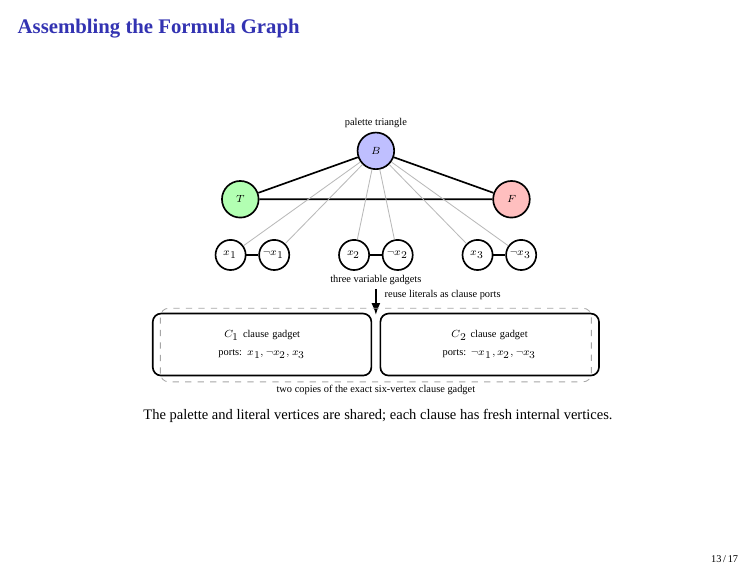 Assembling the Formula Graph
palette triangle
B
T
F
x1 ¬x1 x2 ¬x2 x3 ¬x3
three variable gadgets
reuse literals as clause ports
C1 clause gadget
ports: x1, ¬x2, x3
C2 clause gadget
ports: ¬x1, x2, ¬x3
two copies of the exact six-vertex clause gadget
The palette and literal vertices are shared; each clause has fresh internal vertices.
13 / 17